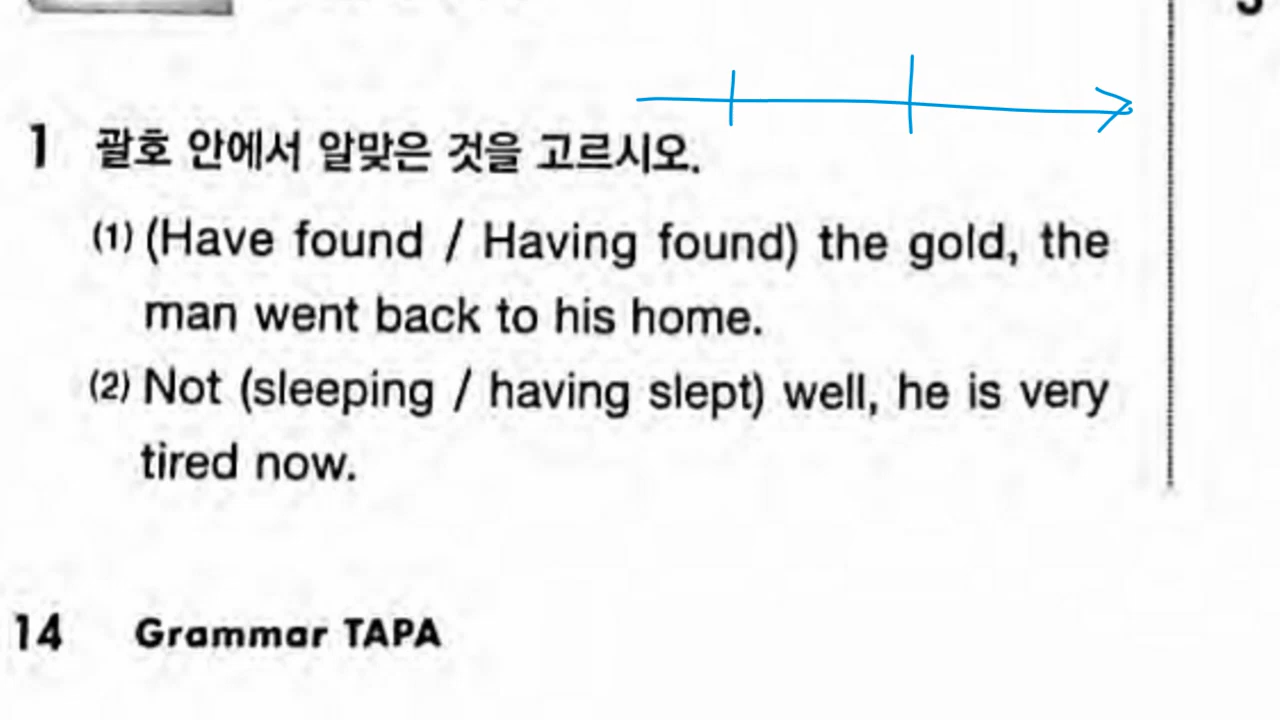 1 괄호 안에서 알맞은 것을 고르시오.
(1) (Have found / Having found) the gold, the
man went back to his home.
(2) Not (sleeping / having slept) well, he is very
tired now.
14 Grammar TAPA